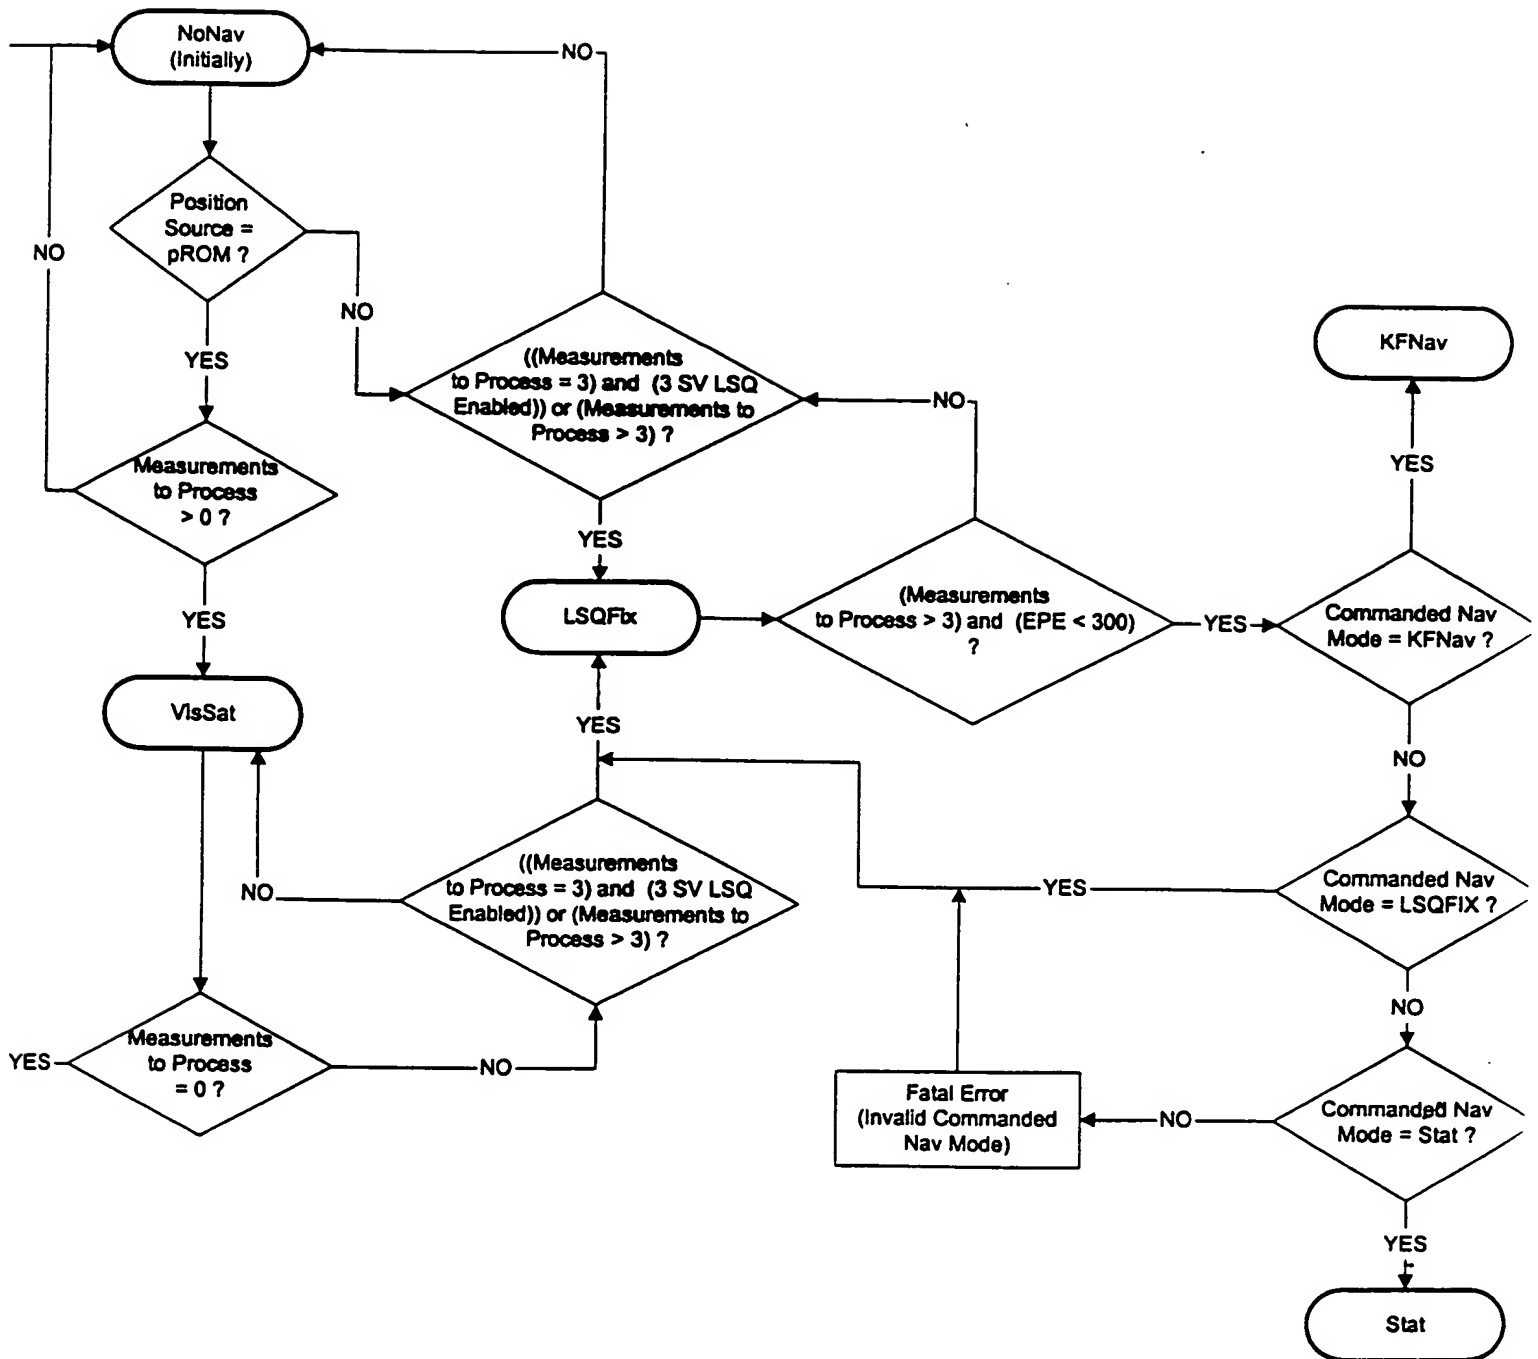 NoNav
(Initially)
NO
Position
Source =
pROM ?
NO
NO
YES
((Measurements
to Process = 3) and (3 SV LSQ
Enabled)) or (Measurements to
Process > 3) ?
KFNav
NO
YES
Measurements
to Process
> 0 ?
YES
YES
LSQFix
(Measurements
to Process > 3) and (EPE < 300)
?
YES
Commanded Nav
Mode = KFNav ?
VisSat
YES
NO
((Measurements
to Process = 3) and (3 SV LSQ
Enabled)) or (Measurements to
Process > 3) ?
NO
YES
Commanded Nav
Mode = LSQFIX ?
NO
Measurements
to Process
= 0 ?
YES
NO
Fatal Error
(Invalid Commanded
Nav Mode)
NO
Commanded Nav
Mode = Stat ?
YES
Stat